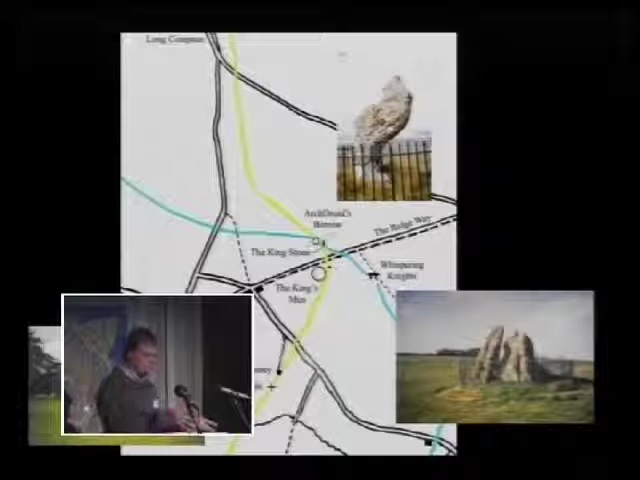 Long Compton
ArchDruid's
Barrow
The Ridge Way
The King Stone
Whispering
Knights
The King's
Men